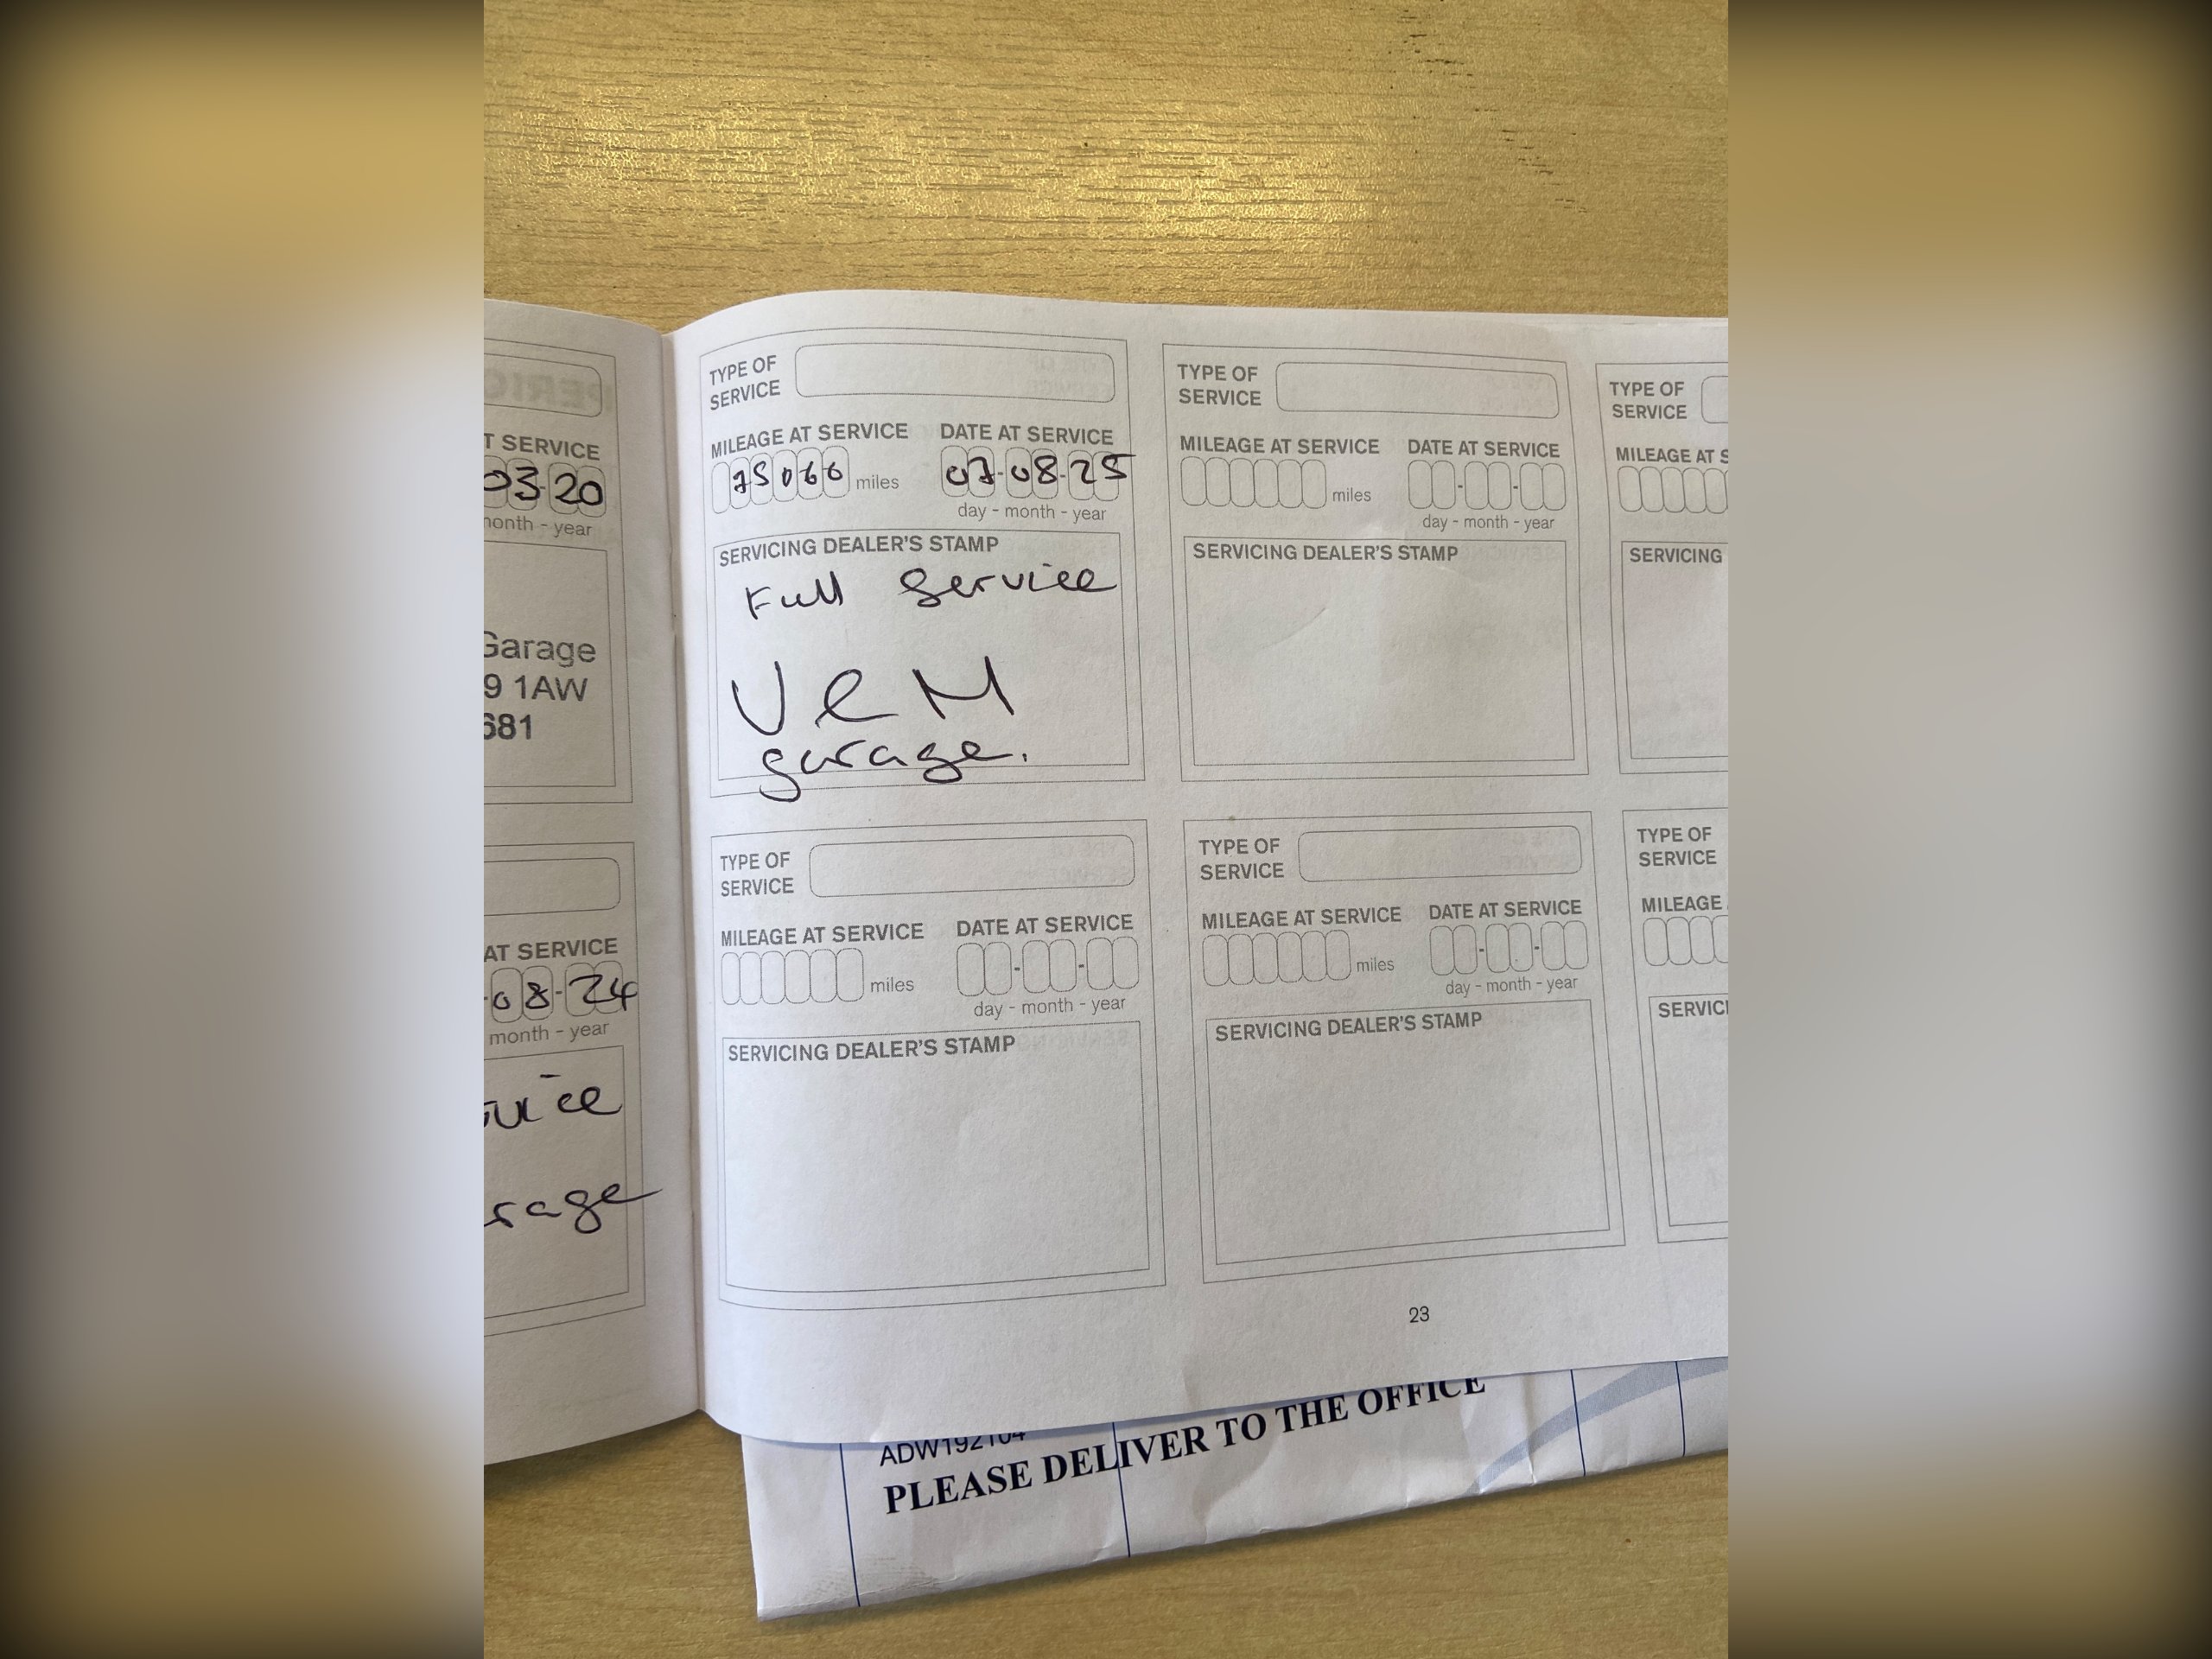 T SERVICE
03-20
month - year
Garage
9 1AW
681
AT SERVICE
-08-24
month - year
vice
rage
TYPE OF SERVICE
MILEAGE AT SERVICE DATE AT SERVICE
75060 miles 07-08-25
day - month - year
SERVICING DEALER'S STAMP
Full service
garage.
TYPE OF SERVICE
MILEAGE AT SERVICE DATE AT SERVICE
miles
day - month - year
SERVICING DEALER'S STAMP
TYPE OF SERVICE
MILEAGE AT S
SERVICING
TYPE OF SERVICE
MILEAGE AT SERVICE DATE AT SERVICE
miles
day - month - year
SERVICING DEALER'S STAMP
TYPE OF SERVICE
MILEAGE AT SERVICE DATE AT SERVICE
miles
day - month - year
SERVICING DEALER'S STAMP
TYPE OF SERVICE
MILEAGE
SERVICI
23
ADW192104
PLEASE DELIVER TO THE OFFICE